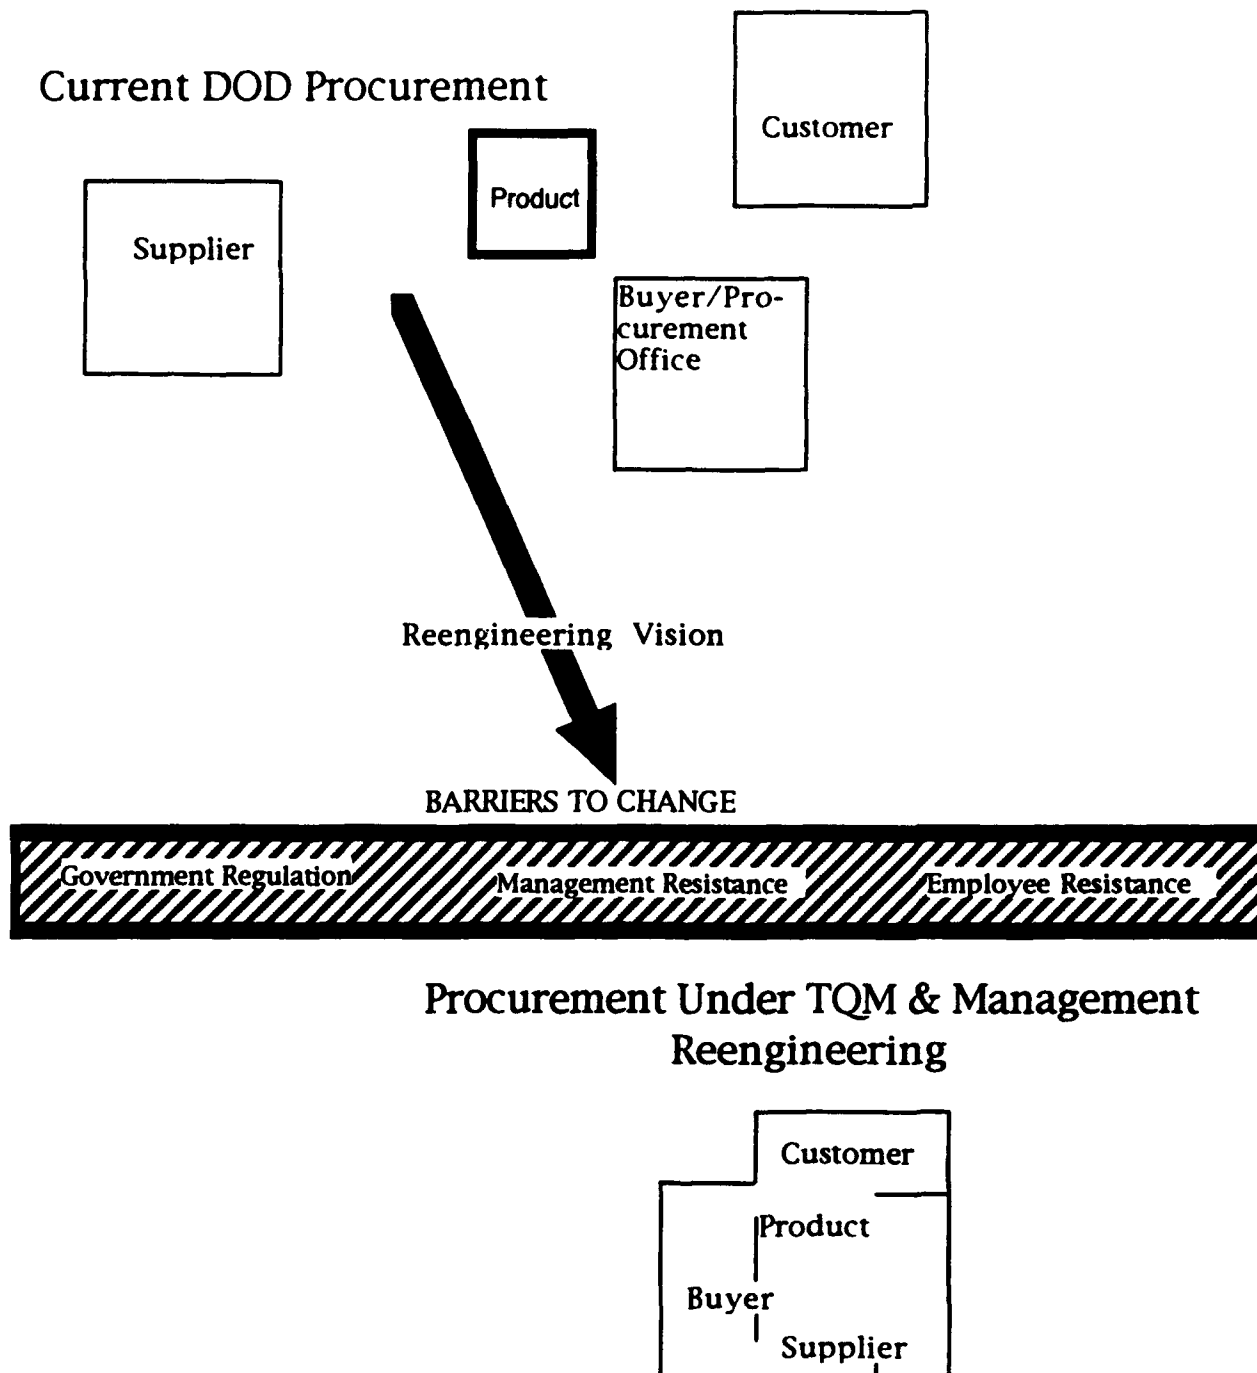 Current DOD Procurement
Customer
Product
Supplier
Buyer/Pro-
curement
Office
Reengineering Vision
BARRIERS TO CHANGE
Government Regulation
Management Resistance
Employee Resistance
Procurement Under TQM & Management
Reengineering
Customer
Product
Buyer
Supplier